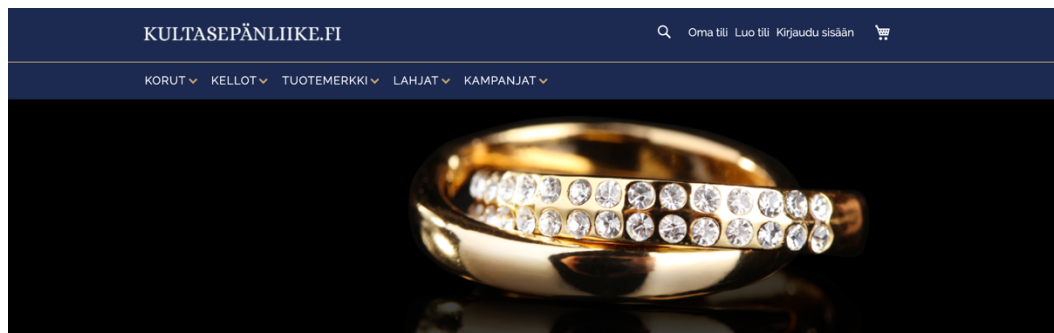 KULTASEPÄNLIIKE.FI
Oma tili Luo tili Kirjaudu sisään
KORUT KELLOT TUOTEMERKKI LAHJAT KAMPANJAT